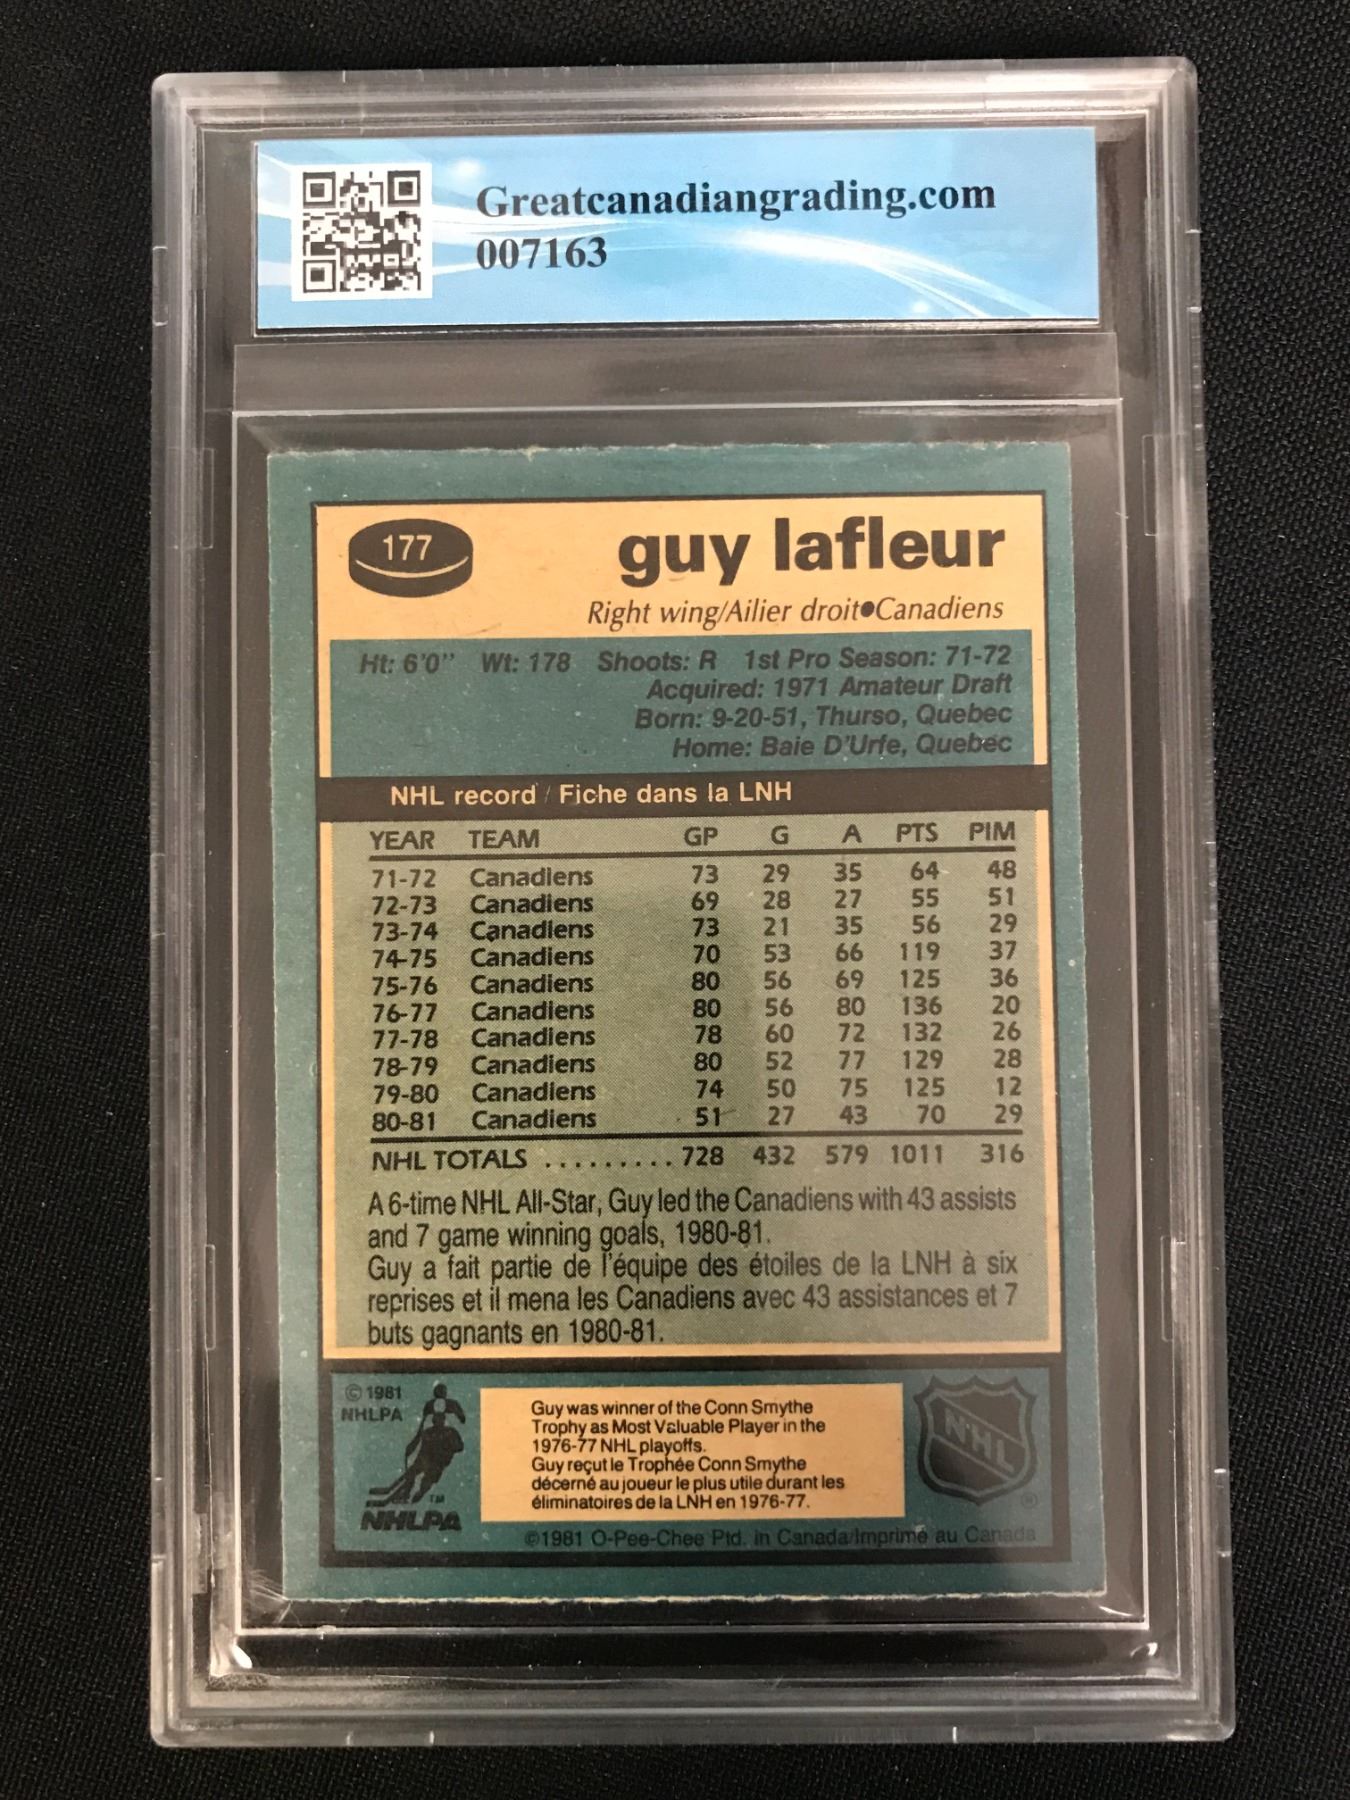 Greatcanadiangrading.com
007163
177
guy lafleur
Right wing/Ailier droit●Canadiens
Ht: 6'0" Wt: 178 Shoots: R 1st Pro Season: 71-72
Acquired: 1971 Amateur Draft
Born: 9-20-51, Thurso, Quebec
Home: Baie D'Urfe, Quebec
NHL record / Fiche dans la LNH
YEAR TEAM GP G A PTS PIM
71-72 Canadiens 73 29 35 64 48
72-73 Canadiens 69 28 27 55 51
73-74 Canadiens 73 21 35 56 29
74-75 Canadiens 70 53 66 119 37
75-76 Canadiens 80 56 69 125 36
76-77 Canadiens 80 56 80 136 20
77-78 Canadiens 78 60 72 132 26
78-79 Canadiens 80 52 77 129 28
79-80 Canadiens 74 50 75 125 12
80-81 Canadiens 51 27 43 70 29
NHL TOTALS ......... 728 432 579 1011 316
A 6-time NHL All-Star, Guy led the Canadiens with 43 assists
and 7 game winning goals, 1980-81.
Guy a fait partie de l'équipe des étoiles de la LNH à six
reprises et il mena les Canadiens avec 43 assistances et 7
buts gagnants en 1980-81.
© 1981
NHLPA
TM
NHLPA
Guy was winner of the Conn Smythe
Trophy as Most Valuable Player in the
1976-77 NHL playoffs.
Guy reçut le Trophée Conn Smythe
décerné au joueur le plus utile durant les
éliminatoires de la LNH en 1976-77.
NHL
®
©1981 O-Pee-Chee Ptd. in Canada/Imprimé au Canada